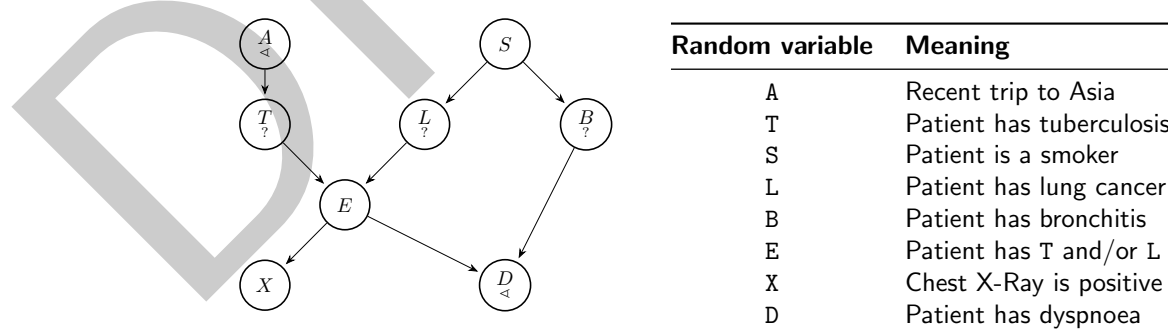 A
◁
S
T
?
L
?
B
?
E
X
D
◁
Random variable Meaning
A Recent trip to Asia
T Patient has tuberculosis
S Patient is a smoker
L Patient has lung cancer
B Patient has bronchitis
E Patient has T and/or L
X Chest X-Ray is positive
D Patient has dyspnoea